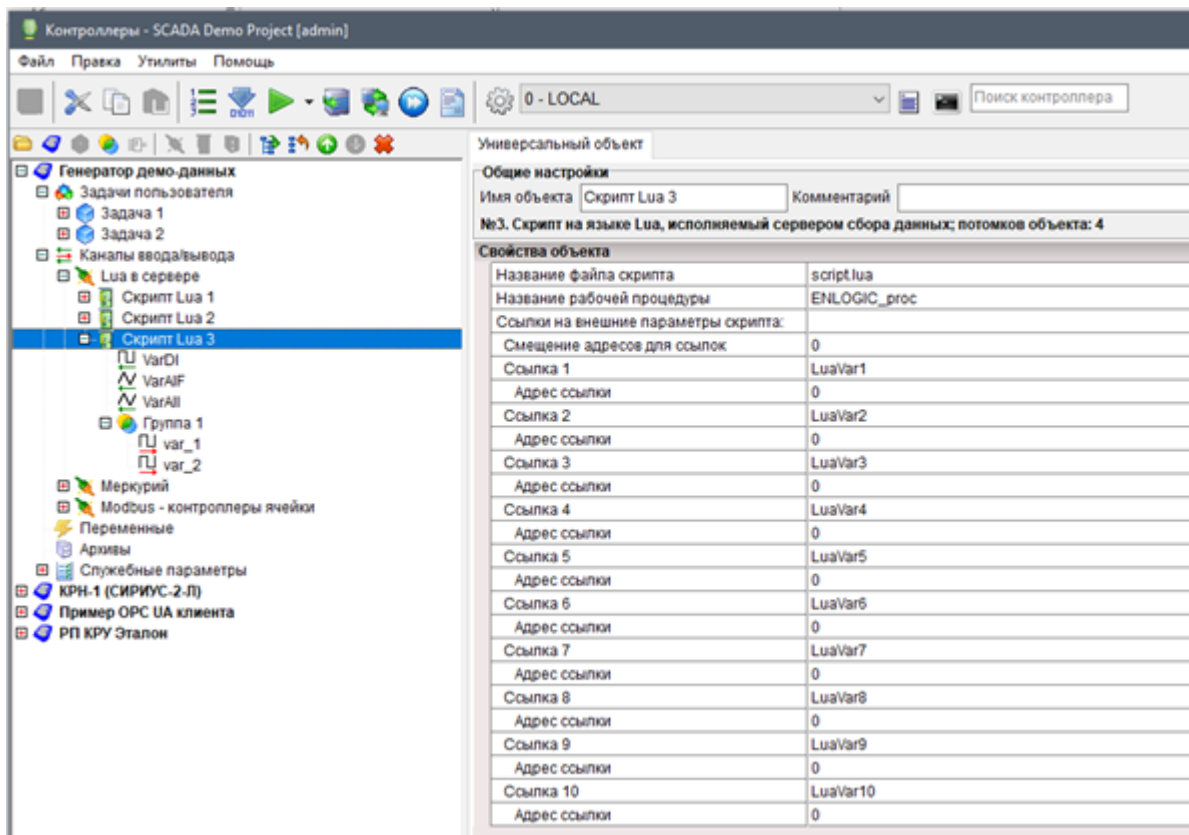 Контроллеры - SCADA Demo Project [admin]
Файл Правка Утилиты Помощь
0 - LOCAL
Поиск контроллера
Генератор демо-данных
Задачи пользователя
Задача 1
Задача 2
Каналы ввода/вывода
Lua в сервере
Скрипт Lua 1
Скрипт Lua 2
Скрипт Lua 3
VarDI
VarAIF
VarAII
Группа 1
var_1
var_2
Меркурий
Modbus - контроллеры ячейки
Переменные
Архивы
Служебные параметры
КРН-1 (СИРИУС-2-Л)
Пример OPC UA клиента
РП КРУ Эталон
Универсальный объект
Общие настройки
Имя объекта Скрипт Lua 3 Комментарий
№3. Скрипт на языке Lua, исполняемый сервером сбора данных; потомков объекта: 4
Свойства объекта
Название файла скрипта script.lua
Название рабочей процедуры ENLOGIC_proc
Ссылки на внешние параметры скрипта:
Смещение адресов для ссылок 0
Ссылка 1 LuaVar1
Адрес ссылки 0
Ссылка 2 LuaVar2
Адрес ссылки 0
Ссылка 3 LuaVar3
Адрес ссылки 0
Ссылка 4 LuaVar4
Адрес ссылки 0
Ссылка 5 LuaVar5
Адрес ссылки 0
Ссылка 6 LuaVar6
Адрес ссылки 0
Ссылка 7 LuaVar7
Адрес ссылки 0
Ссылка 8 LuaVar8
Адрес ссылки 0
Ссылка 9 LuaVar9
Адрес ссылки 0
Ссылка 10 LuaVar10
Адрес ссылки 0